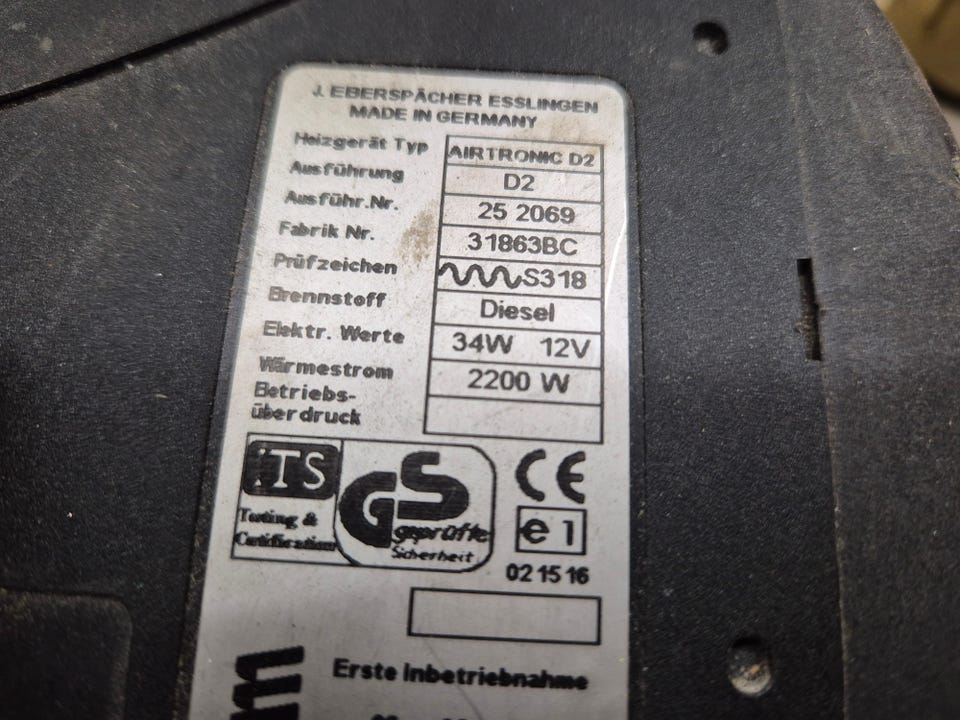 J. EBERSPÄCHER ESSLINGEN
MADE IN GERMANY
Heizgerät Typ AIRTRONIC D2
Ausführung D2
Ausführ.Nr. 25 2069
Fabrik Nr. 31863BC
Prüfzeichen S318
Brennstoff Diesel
Elektr. Werte 34W 12V
Wärmestrom 2200 W
Betriebs-
überdruck
ITS
Testing &
Certification
GS
geprüfte
Sicherheit
CE
e1
02 15 16
Erste Inbetriebnahme